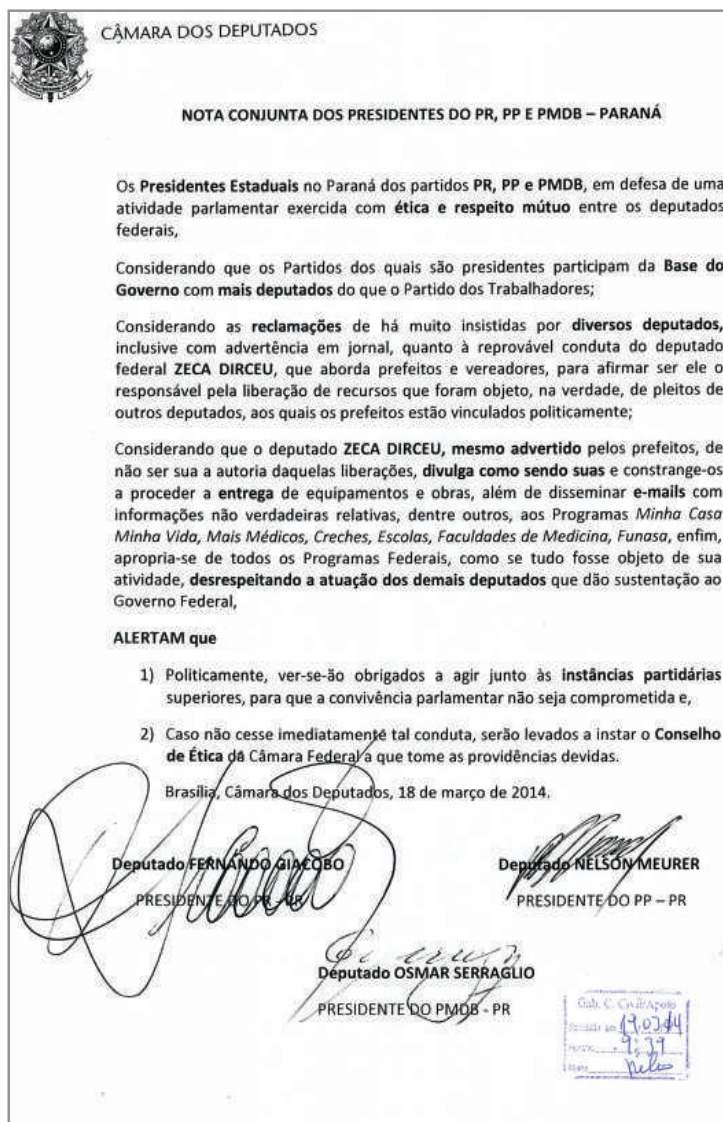 CÂMARA DOS DEPUTADOS
NOTA CONJUNTA DOS PRESIDENTES DO PR, PP E PMDB – PARANÁ
Os Presidentes Estaduais no Paraná dos partidos PR, PP e PMDB, em defesa de uma
atividade parlamentar exercida com ética e respeito mútuo entre os deputados
federais,
Considerando que os Partidos dos quais são presidentes participam da Base do
Governo com mais deputados do que o Partido dos Trabalhadores;
Considerando as reclamações de há muito insistidas por diversos deputados,
inclusive com advertência em jornal, quanto à reprovável conduta do deputado
federal ZECA DIRCEU, que aborda prefeitos e vereadores, para afirmar ser ele o
responsável pela liberação de recursos que foram objeto, na verdade, de pleitos de
outros deputados, aos quais os prefeitos estão vinculados politicamente;
Considerando que o deputado ZECA DIRCEU, mesmo advertido pelos prefeitos, de
não ser sua a autoria daquelas liberações, divulga como sendo suas e constrange-os
a proceder a entrega de equipamentos e obras, além de disseminar e-mails com
informações não verdadeiras relativas, dentre outros, aos Programas Minha Casa
Minha Vida, Mais Médicos, Creches, Escolas, Faculdades de Medicina, Funasa, enfim,
apropria-se de todos os Programas Federais, como se tudo fosse objeto de sua
atividade, desrespeitando a atuação dos demais deputados que dão sustentação ao
Governo Federal,
ALERTAM que
1) Politicamente, ver-se-ão obrigados a agir junto às instâncias partidárias
superiores, para que a convivência parlamentar não seja comprometida e,
2) Caso não cesse imediatamente tal conduta, serão levados a instar o Conselho
de Ética da Câmara Federal a que tome as providências devidas.
Brasília, Câmara dos Deputados, 18 de março de 2014.
Deputado FERNANDO GIACOBO
PRESIDENTE DO PR - PR
Deputado NELSON MEURER
PRESIDENTE DO PP – PR
Deputado OSMAR SERRAGLIO
PRESIDENTE DO PMDB - PR
Gab. C. Civil/Apoio
19.03.14
9:39